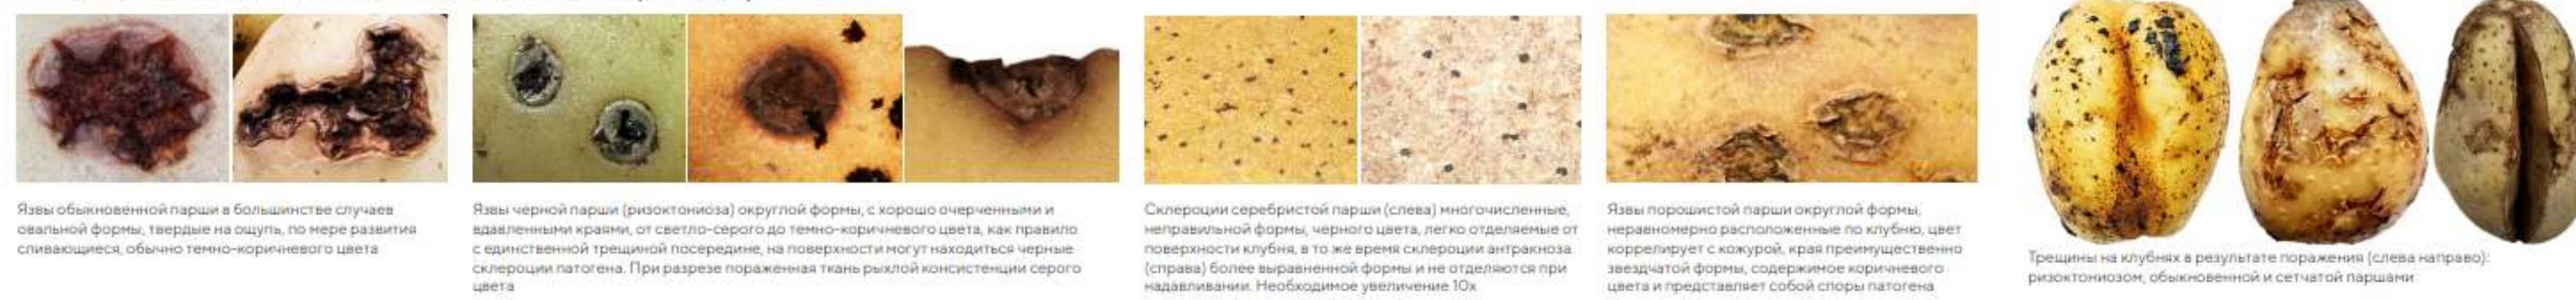 Язвы обыкновенной парши в большинстве случаев
овальной формы, твердые на ощупь, по мере развития
сливающиеся, обычно темно-коричневого цвета
Язвы черной парши (ризоктониоза) округлой формы, с хорошо очерченными и
вдавленными краями, от светло-серого до темно-коричневого цвета, как правило
с единственной трещиной посередине, на поверхности могут находиться черные
склероции патогена. При разрезе пораженная ткань рыхлой консистенции серого
цвета
Склероции серебристой парши (слева) многочисленные,
неправильной формы, черного цвета, легко отделяемые от
поверхности клубня, в то же время склероции антракноза
(справа) более выравненной формы и не отделяются при
надавливании. Необходимое увеличение 10х
Язвы порошистой парши округлой формы,
неравномерно расположенные по клубню, цвет
коррелирует с кожурой, края преимущественно
звездчатой формы, содержимое коричневого
цвета и представляет собой споры патогена
Трещины на клубнях в результате поражения (слева направо):
ризоктониозом, обыкновенной и сетчатой паршами